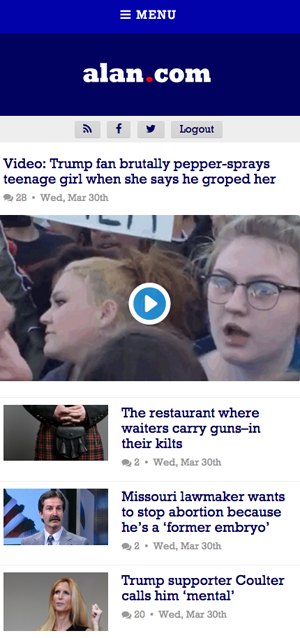 MENU
alan.com
Logout
Video: Trump fan brutally pepper-sprays
teenage girl when she says he groped her
28 • Wed, Mar 30th
The restaurant where
waiters carry guns–in
their kilts
2 • Wed, Mar 30th
Missouri lawmaker wants
to stop abortion because
he's a ‘former embryo’
2 • Wed, Mar 30th
Trump supporter Coulter
calls him ‘mental’
20 • Wed, Mar 30th